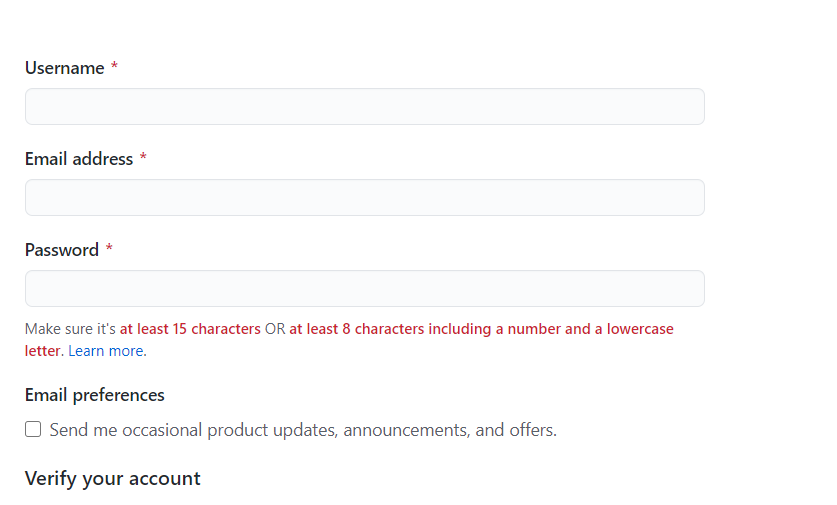 Username *
Email address *
Password *
Make sure it's at least 15 characters OR at least 8 characters including a number and a lowercase
letter. Learn more.
Email preferences
Send me occasional product updates, announcements, and offers.
Verify your account